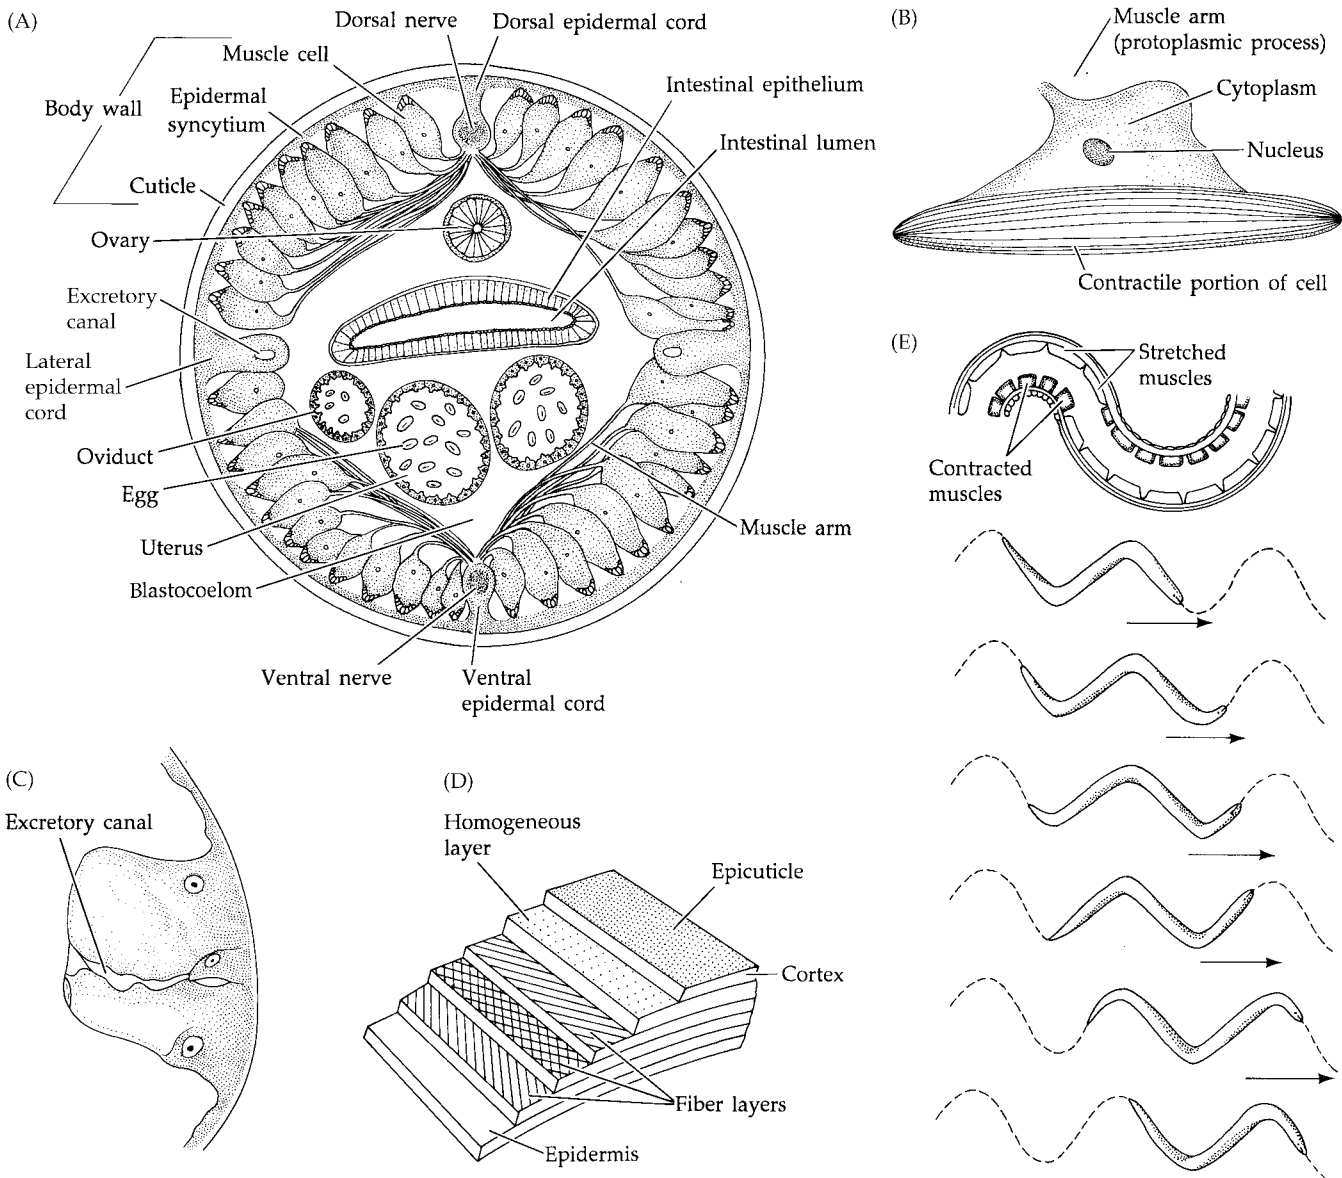 (A)
Dorsal nerve
Dorsal epidermal cord
Muscle cell
Body wall
Epidermal
syncytium
Cuticle
Ovary
Excretory
canal
Lateral
epidermal
cord
Oviduct
Egg
Uterus
Blastocoelom
Ventral nerve
Ventral
epidermal cord
Muscle arm
Intestinal epithelium
Intestinal lumen
(B)
Muscle arm
(protoplasmic process)
Cytoplasm
Nucleus
Contractile portion of cell
(E)
Stretched
muscles
Contracted
muscles
(C)
Excretory canal
(D)
Homogeneous
layer
Epicuticle
Cortex
Fiber layers
Epidermis